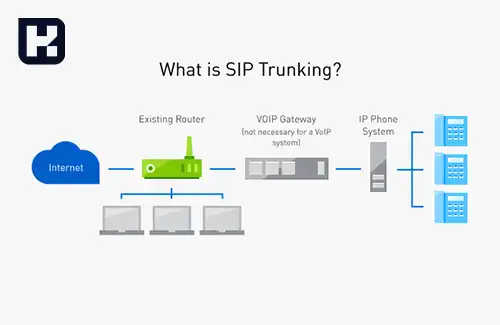 What is SIP Trunking?
Existing Router
VOIP Gateway
(not necessary for a VoIP
system)
IP Phone
System
Internet